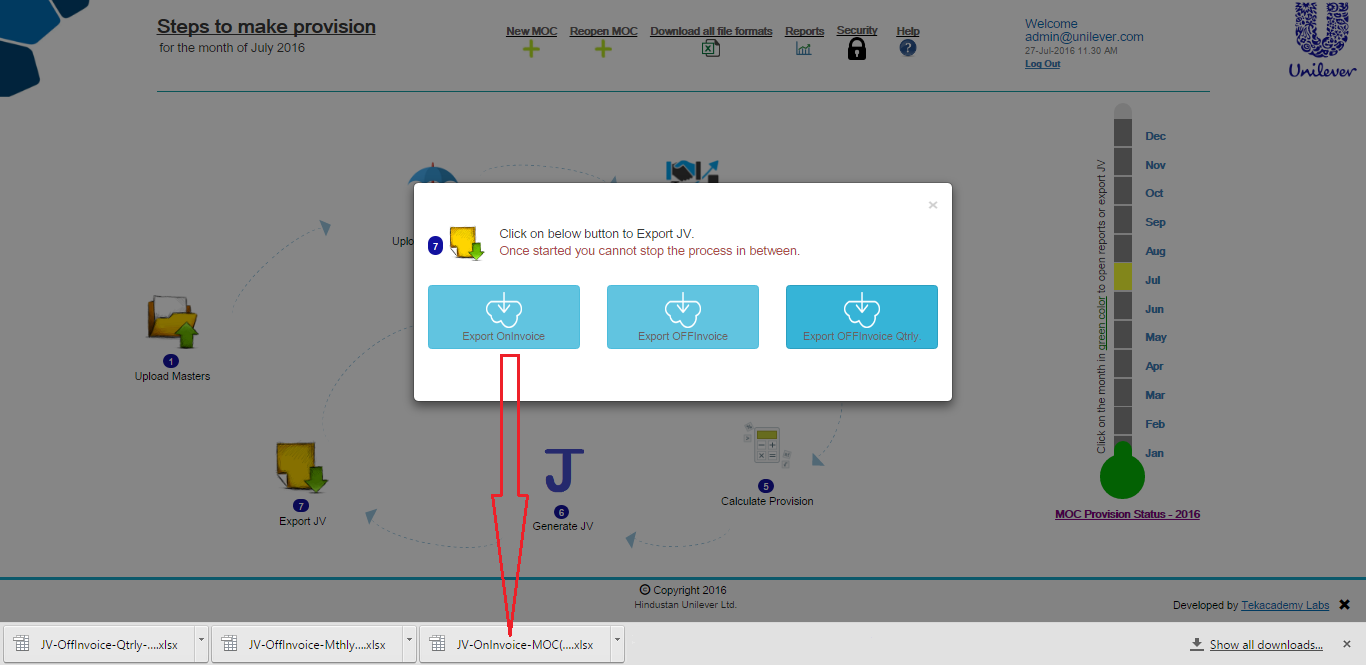 Steps to make provision
for the month of July 2016
New MOC
Reopen MOC
Download all file formats
Reports
Security
Help
Welcome
admin@unilever.com
27-Jul-2016 11.30 AM
Log Out
Unilever
Uplo
7
Click on below button to Export JV.
Once started you cannot stop the process in between.
×
Export OnInvoice
Export OFFInvoice
Export OFFInvoice Qtrly.
1
Upload Masters
7
Export JV
J
6
Generate JV
5
Calculate Provision
Click on the month in green color to open reports or export JV
Dec
Nov
Oct
Sep
Aug
Jul
Jun
May
Apr
Mar
Feb
Jan
MOC Provision Status - 2016
© Copyright 2016
Hindustan Unilever Ltd.
Developed by Tekacademy Labs
JV-OffInvoice-Qtrly-....xlsx
JV-OffInvoice-Mthly....xlsx
JV-OnInvoice-MOC(....xlsx
Show all downloads...